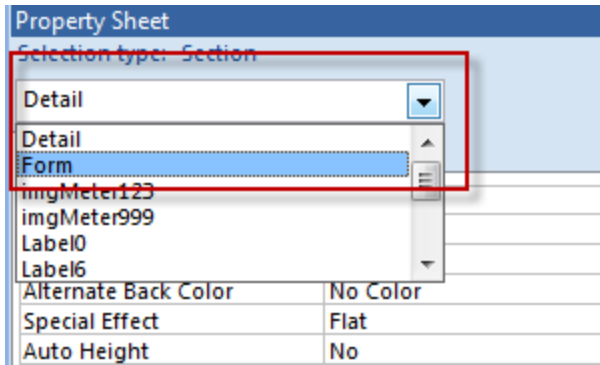 Property Sheet
Selection type: Section
Detail
Detail
Form
imgMeter123
imgMeter999
Label0
Label6
Alternate Back Color No Color
Special Effect Flat
Auto Height No